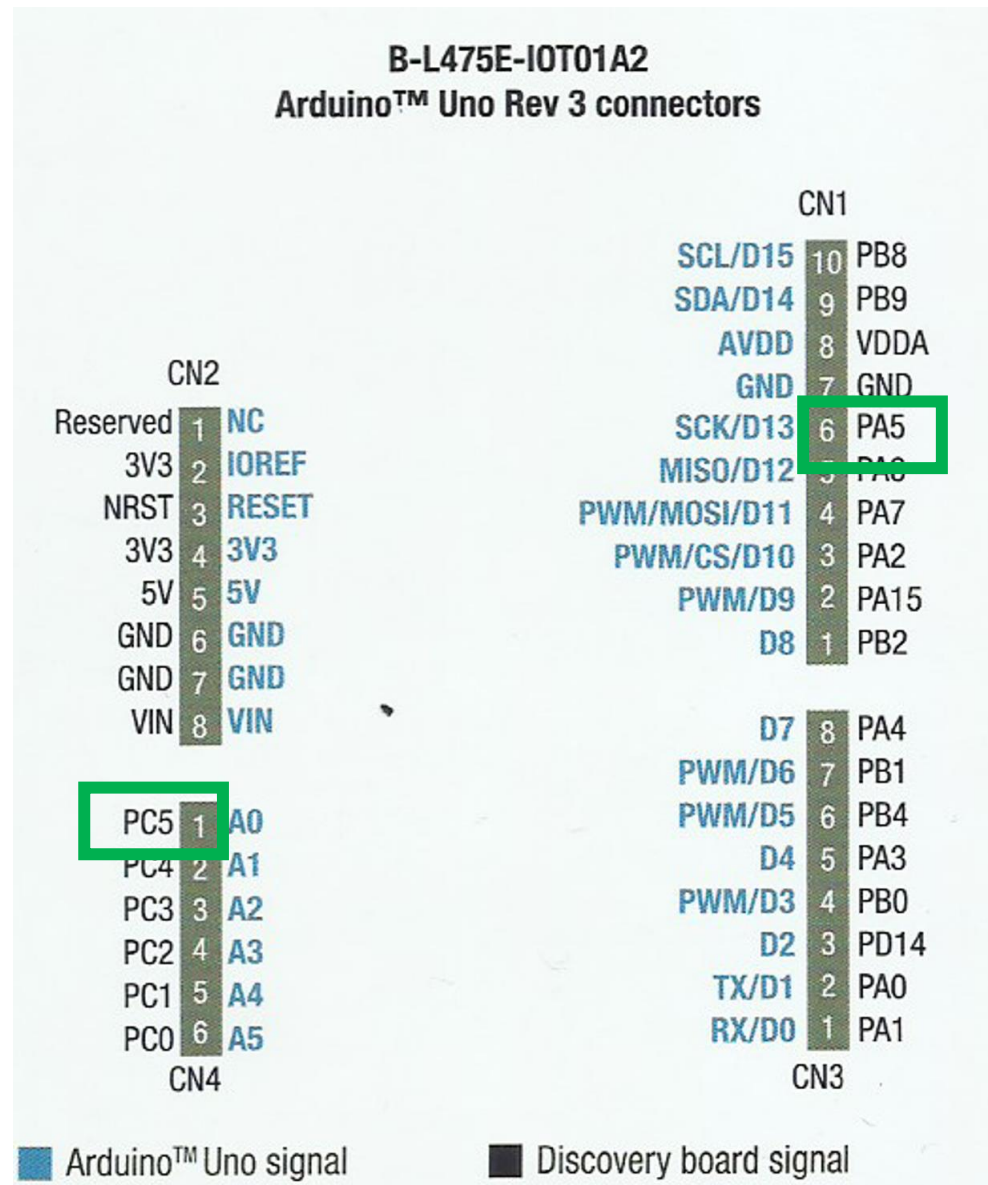 B-L475E-IOT01A2
Arduino™ Uno Rev 3 connectors
CN1
SCL/D15 10 PB8
SDA/D14 9 PB9
AVDD 8 VDDA
GND 7 GND
SCK/D13 6 PA5
MISO/D12 5 PA6
PWM/MOSI/D11 4 PA7
PWM/CS/D10 3 PA2
PWM/D9 2 PA15
D8 1 PB2
CN2
Reserved 1 NC
3V3 2 IOREF
NRST 3 RESET
3V3 4 3V3
5V 5 5V
GND 6 GND
GND 7 GND
VIN 8 VIN
PC5 1 A0
PC4 2 A1
PC3 3 A2
PC2 4 A3
PC1 5 A4
PC0 6 A5
CN4
D7 8 PA4
PWM/D6 7 PB1
PWM/D5 6 PB4
D4 5 PA3
PWM/D3 4 PB0
D2 3 PD14
TX/D1 2 PA0
RX/D0 1 PA1
CN3
Arduino™ Uno signal
Discovery board signal